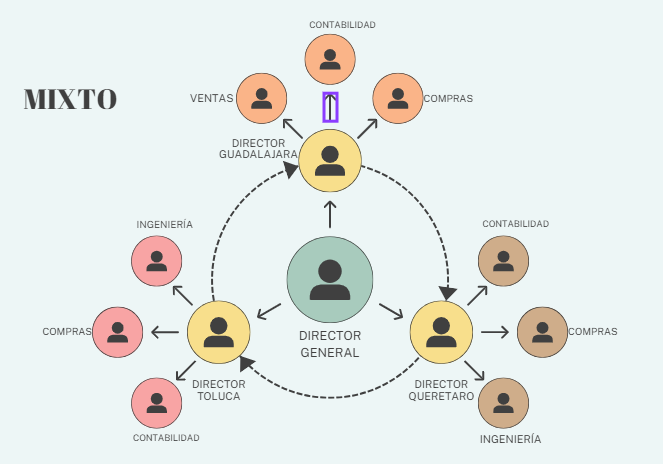 CONTABILIDAD
MIXTO
VENTAS
COMPRAS
DIRECTOR
GUADALAJARA
INGENIERÍA
CONTABILIDAD
COMPRAS
COMPRAS
DIRECTOR
GENERAL
DIRECTOR
TOLUCA
DIRECTOR
QUERETARO
CONTABILIDAD
INGENIERÍA